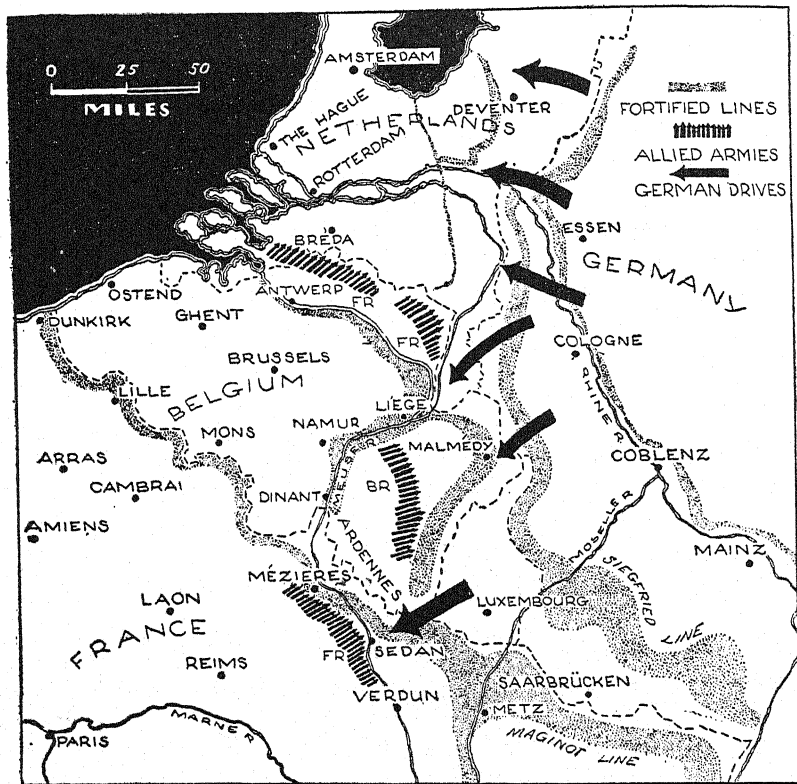 AMSTERDAM
0 25 50
MILES
THE HAGUE
NETHERLANDS
DEVENTER
ROTTERDAM
FORTIFIED LINES
ALLIED ARMIES
GERMAN DRIVES
BREDA
ESSEN
GERMANY
OSTEND
ANTWERP
FR
DUNKIRK
GHENT
FR
BRUSSELS
COLOGNE
RHINE R
LILLE
BELGIUM
LIÉGE
MONS
NAMUR
MALMÉDY
MEUSE R
ARRAS
COBLENZ
CAMBRAI
DINANT
BR
AMIENS
ARDENNES
MOSELLE R
MAINZ
MÉZIERES
SIEGFRIED
LINE
LAON
LUXEMBOURG
FRANCE
FR
SEDAN
REIMS
SAARBRÜCKEN
VERDUN
METZ
MARNE R
MAGINOT LINE
PARIS